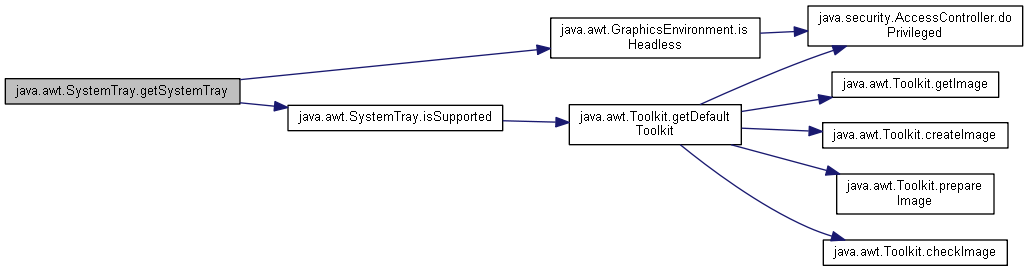 java.awt.SystemTray.getSystemTray
java.awt.GraphicsEnvironment.is
Headless
java.awt.SystemTray.isSupported
java.awt.Toolkit.getDefault
Toolkit
java.security.AccessController.do
Privileged
java.awt.Toolkit.getImage
java.awt.Toolkit.createImage
java.awt.Toolkit.prepare
Image
java.awt.Toolkit.checkImage